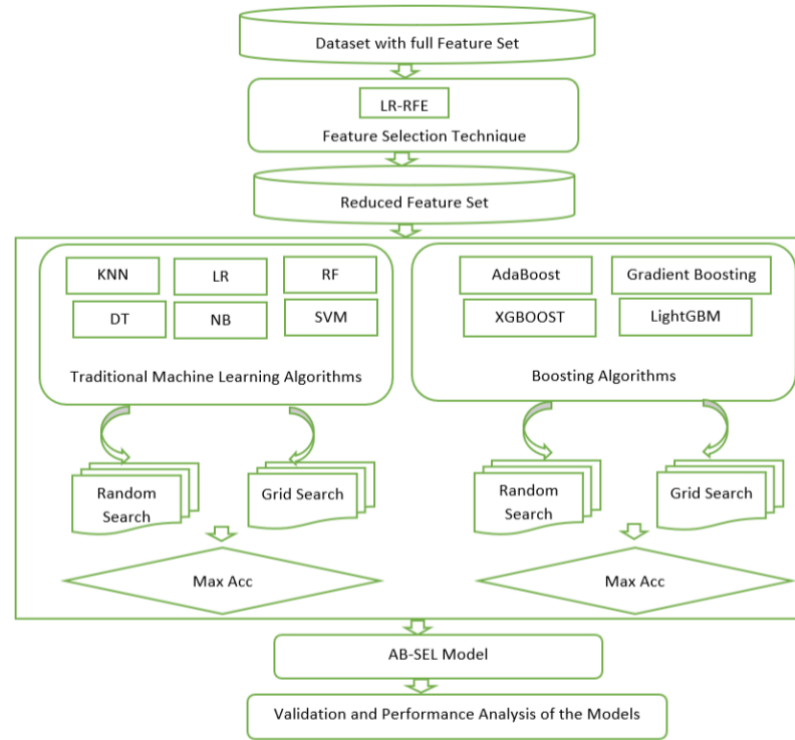 Dataset with full Feature Set
LR-RFE
Feature Selection Technique
Reduced Feature Set
KNN
LR
RF
DT
NB
SVM
Traditional Machine Learning Algorithms
AdaBoost
Gradient Boosting
XGBOOST
LightGBM
Boosting Algorithms
Random
Search
Grid Search
Random
Search
Grid Search
Max Acc
Max Acc
AB-SEL Model
Validation and Performance Analysis of the Models